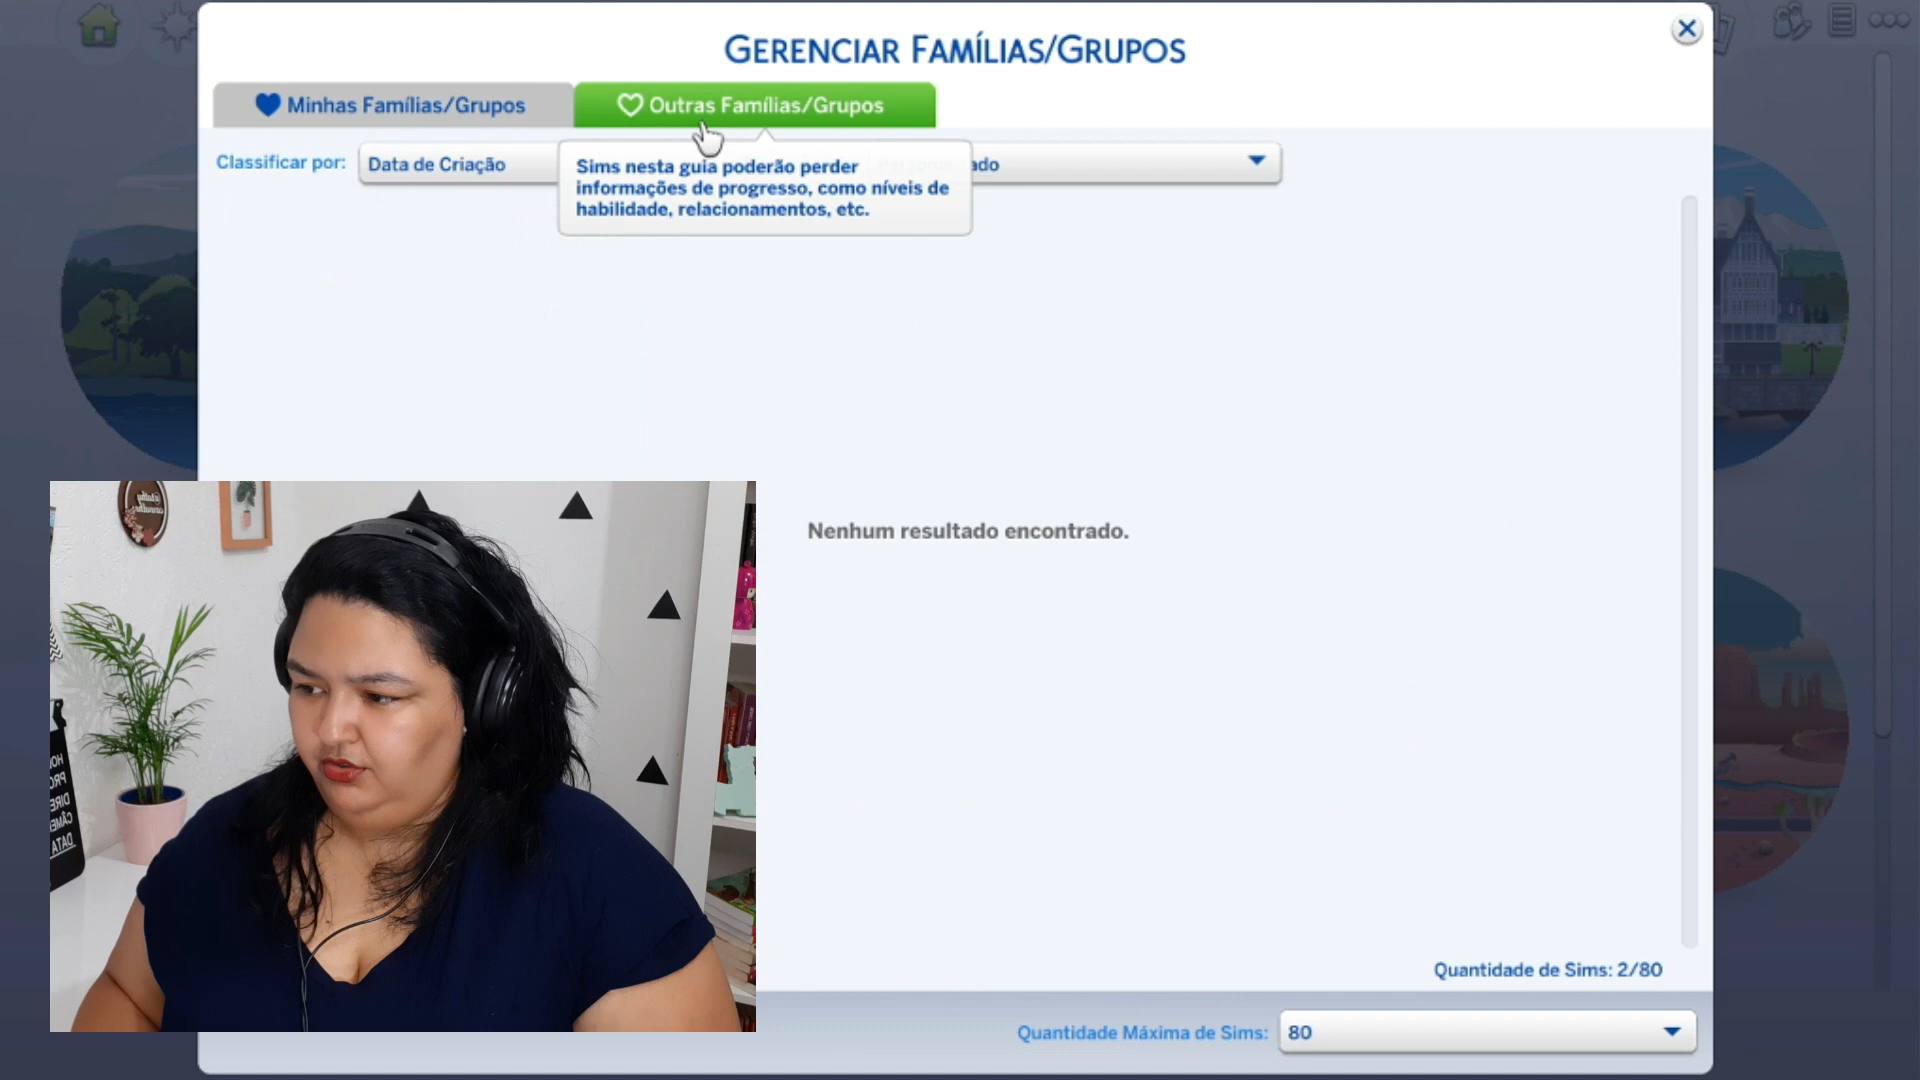 GERENCIAR FAMÍLIAS/GRUPOS
Minhas Famílias/Grupos
Outras Famílias/Grupos
Classificar por:
Data de Criação
Sims nesta guia poderão perder
informações de progresso, como níveis de
habilidade, relacionamentos, etc.
Nenhum resultado encontrado.
Quantidade de Sims: 2/80
Quantidade Máxima de Sims:
80